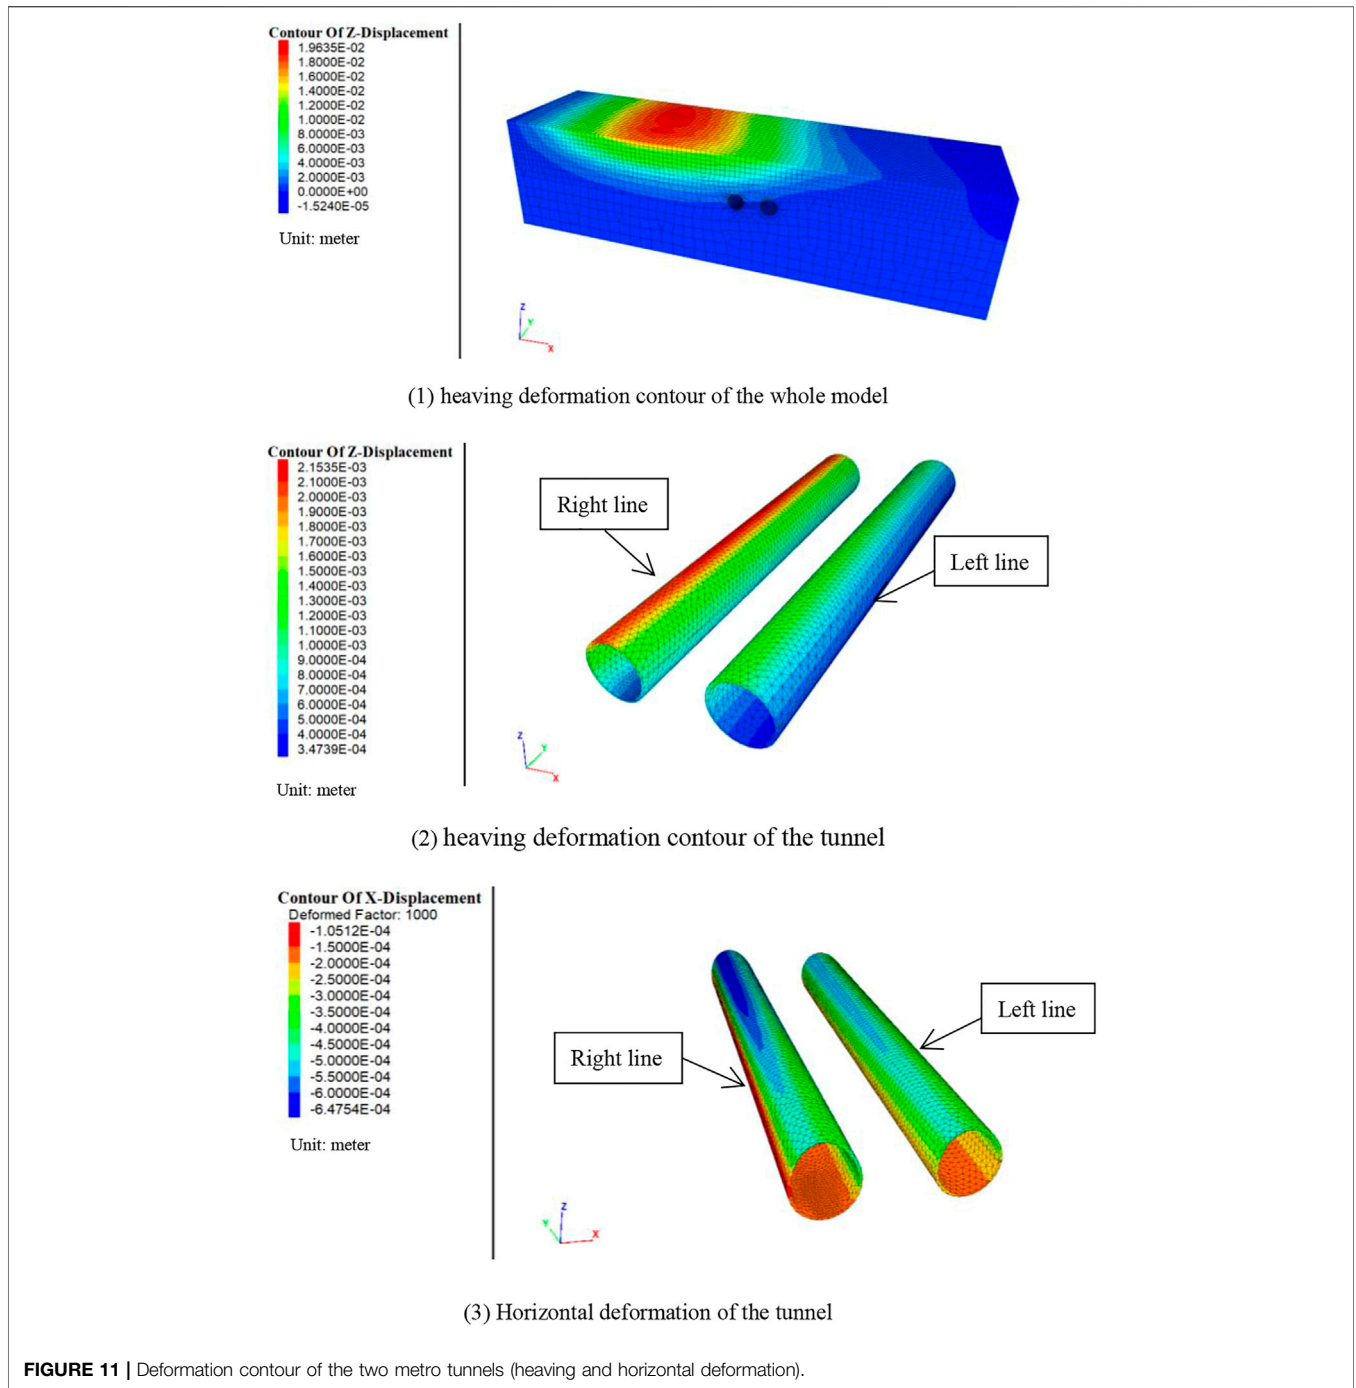 Contour Of Z-Displacement
1.9635E-02
1.8000E-02
1.6000E-02
1.4000E-02
1.2000E-02
1.0000E-02
8.0000E-03
6.0000E-03
4.0000E-03
2.0000E-03
0.0000E+00
-1.5240E-05
Unit: meter
Z
Y
X
(1) heaving deformation contour of the whole model
Contour Of Z-Displacement
2.1535E-03
2.1000E-03
2.0000E-03
1.9000E-03
1.8000E-03
1.7000E-03
1.6000E-03
1.5000E-03
1.4000E-03
1.3000E-03
1.2000E-03
1.1000E-03
1.0000E-03
9.0000E-04
8.0000E-04
7.0000E-04
6.0000E-04
5.0000E-04
4.0000E-04
3.4739E-04
Unit: meter
Right line
Left line
Z
Y
X
(2) heaving deformation contour of the tunnel
Contour Of X-Displacement
Deformed Factor: 1000
-1.0512E-04
-1.5000E-04
-2.0000E-04
-2.5000E-04
-3.0000E-04
-3.5000E-04
-4.0000E-04
-4.5000E-04
-5.0000E-04
-5.5000E-04
-6.0000E-04
-6.4754E-04
Unit: meter
Left line
Right line
Z
Y
X
(3) Horizontal deformation of the tunnel
FIGURE 11 | Deformation contour of the two metro tunnels (heaving and horizontal deformation).